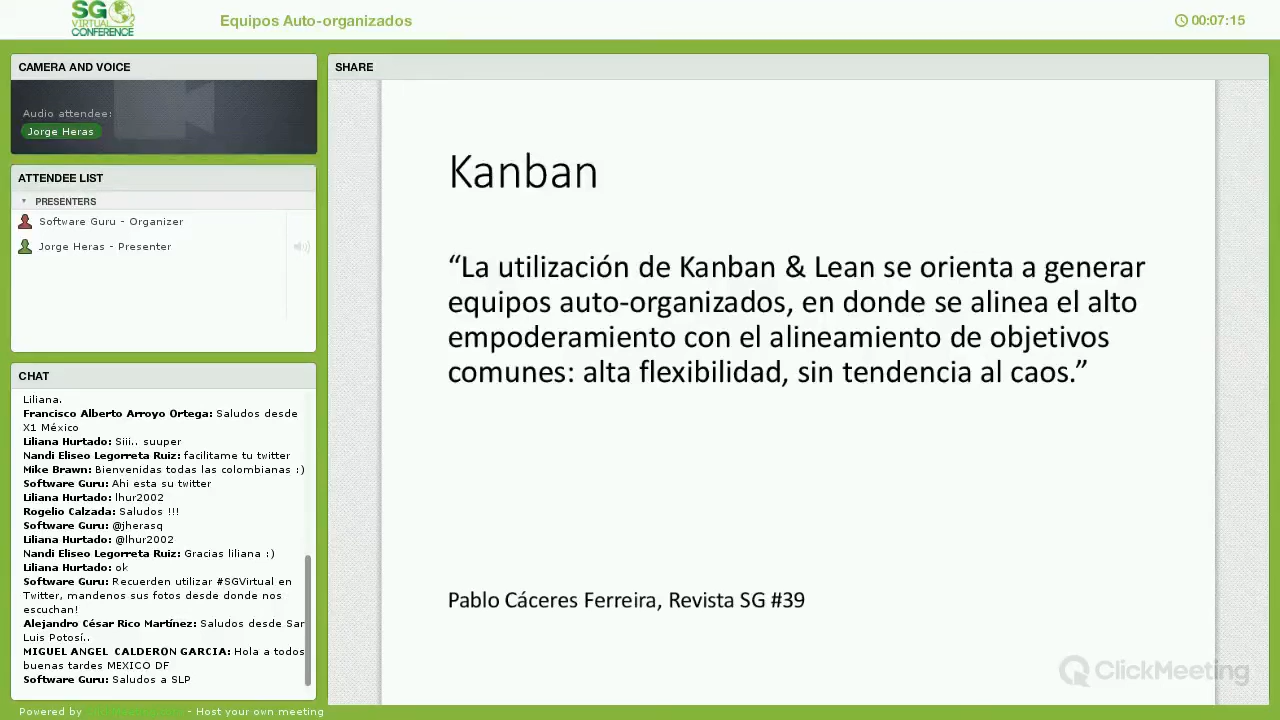 SG
VIRTUAL
CONFERENCE
Equipos Auto-organizados
00:07:15
CAMERA AND VOICE
Audio attendee:
Jorge Heras
ATTENDEE LIST
PRESENTERS
Software Guru - Organizer
Jorge Heras - Presenter
CHAT
Liliana.
Francisco Alberto Arroyo Ortega: Saludos desde
X1 México
Liliana Hurtado: Siii.. suuper
Nandi Eliseo Legorreta Ruiz: facilitame tu twitter
Mike Brawn: Bienvenidas todas las colombianas :)
Software Guru: Ahi esta su twitter
Liliana Hurtado: lhur2002
Rogelio Calzada: Saludos !!!
Software Guru: @jherasq
Liliana Hurtado: @lhur2002
Nandi Eliseo Legorreta Ruiz: Gracias liliana :)
Liliana Hurtado: ok
Software Guru: Recuerden utilizar #SGVirtual en
Twitter, mandenos sus fotos desde donde nos
escuchan!
Alejandro César Rico Martínez: Saludos desde San
Luis Potosí..
MIGUEL ANGEL CALDERON GARCIA: Hola a todos
buenas tardes MEXICO DF
Software Guru: Saludos a SLP
Powered by - Host your own meeting
SHARE
Kanban
“La utilización de Kanban & Lean se orienta a generar
equipos auto-organizados, en donde se alinea el alto
empoderamiento con el alineamiento de objetivos
comunes: alta flexibilidad, sin tendencia al caos.”
Pablo Cáceres Ferreira, Revista SG #39
ClickMeeting